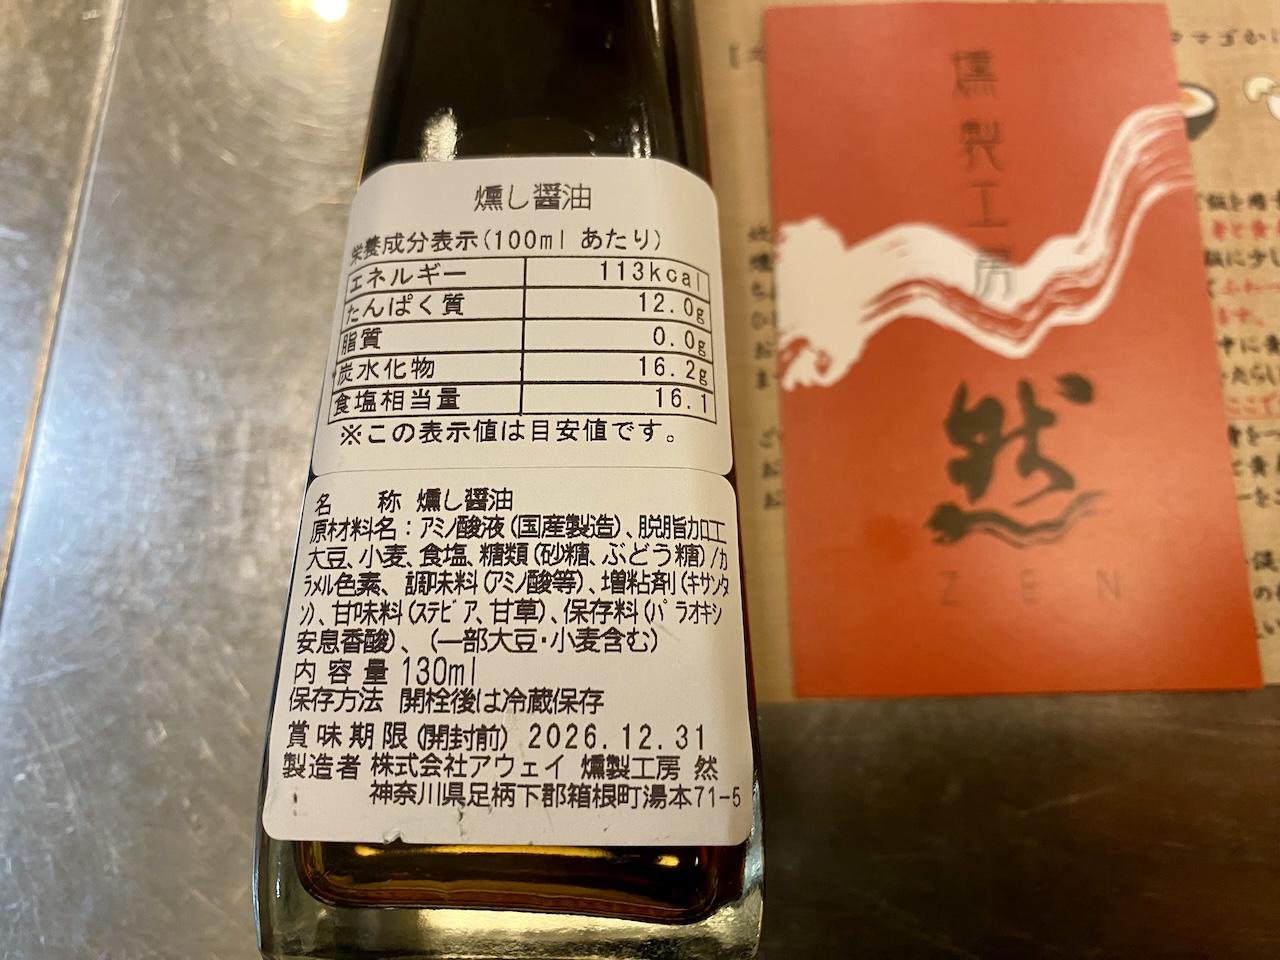 燻し醤油
栄養成分表示(100ml あたり)
エネルギー 113kcal
たんぱく質 12.0g
脂質 0.0g
炭水化物 16.2g
食塩相当量 16.1
※この表示値は目安値です。
名 称 燻し醤油
原材料名：アミノ酸液(国産製造)、脱脂加工
大豆、小麦、食塩、糖類(砂糖、ぶどう糖)/カ
ラメル色素、調味料(アミノ酸等)、増粘剤(キサンタ
ン)、甘味料(ステビア、甘草)、保存料(パラオキシ
安息香酸)、(一部大豆・小麦含む)
内容量 130ml
保存方法 開栓後は冷蔵保存
賞味期限(開封前) 2026.12.31
製造者 株式会社アウェイ 燻製工房 然
神奈川県足柄下郡箱根町湯本71-5
燻製工房
然
ZEN